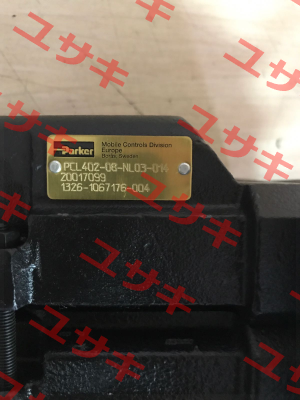 Parker
Mobile Controls Division
Europe
Borås, Sweden
PCL402-08-NL03-014
20017099
1326-1067176-004
ユサキ
ユサキ
ユサキ
ユサキ
ユサキ
ユサキ
ユサキ